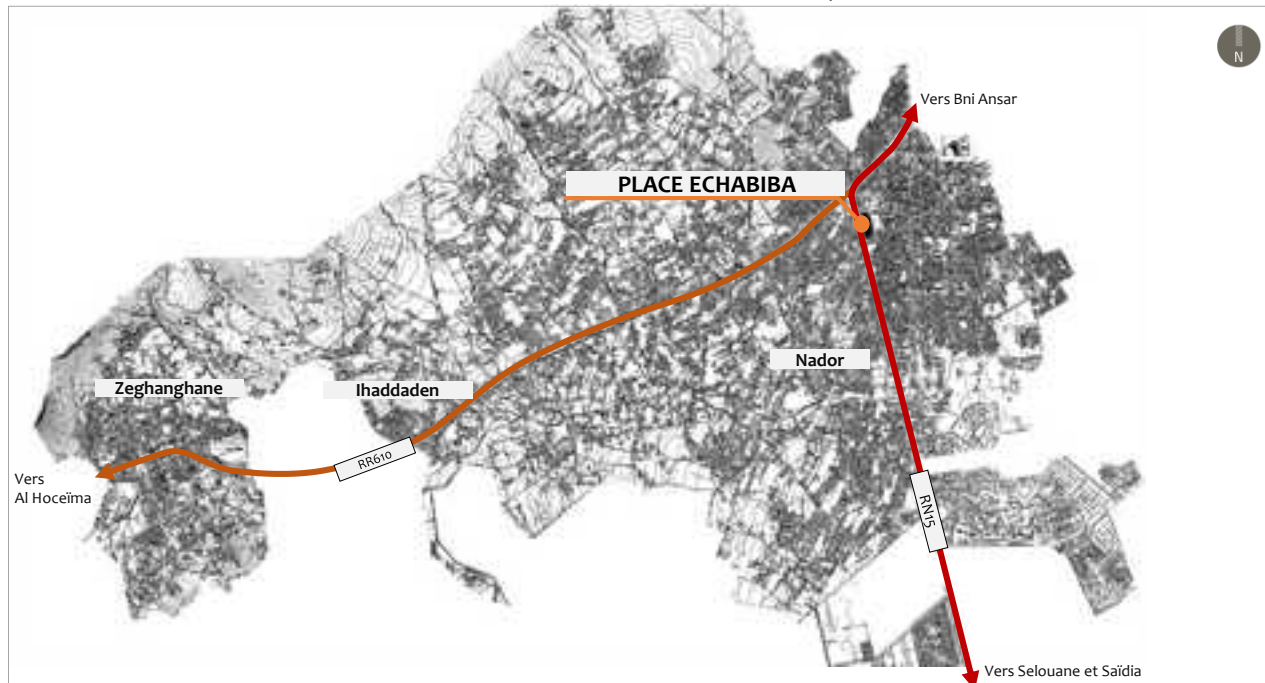 N
Vers Bni Ansar
PLACE ECHABIBA
Nador
Zeghanghane
Ihaddaden
RR610
Vers
Al Hoceïma
RN15
Vers Selouane et Saïdia